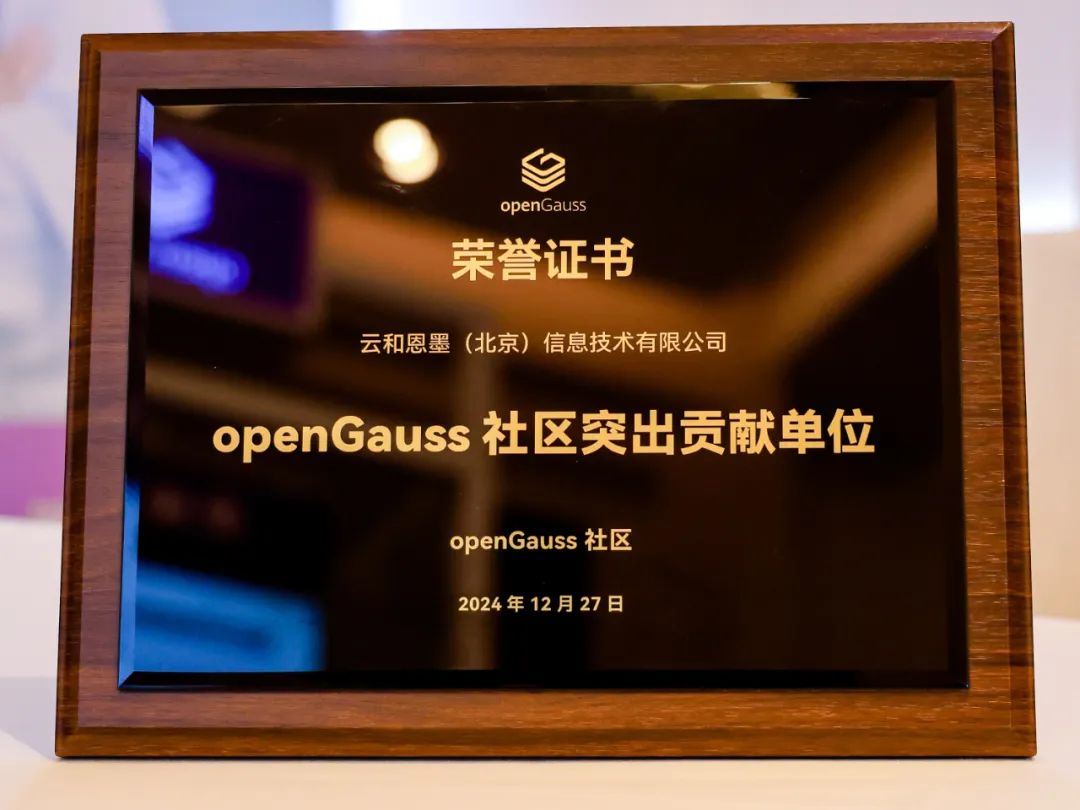 openGauss
荣誉证书
云和恩墨（北京）信息技术有限公司
openGauss 社区突出贡献单位
openGauss 社区
2024 年 12 月 27 日